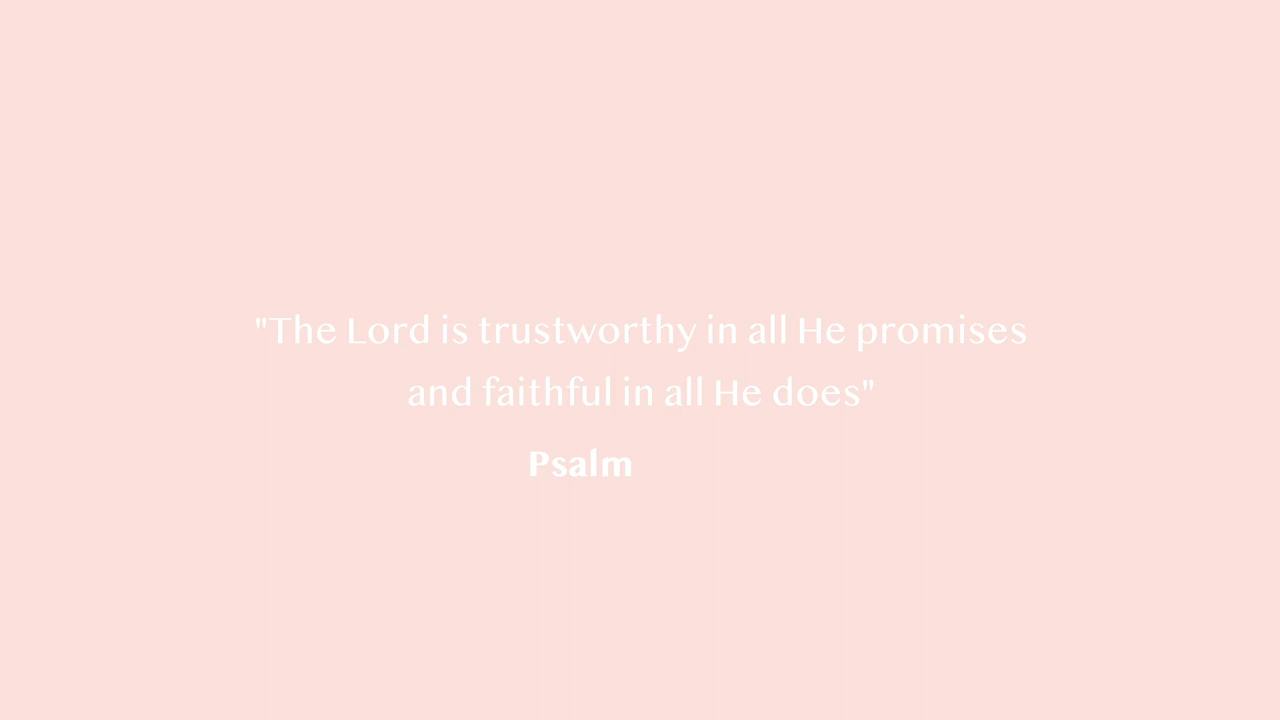 "The Lord is trustworthy in all He promises
and faithful in all He does"
Psalm